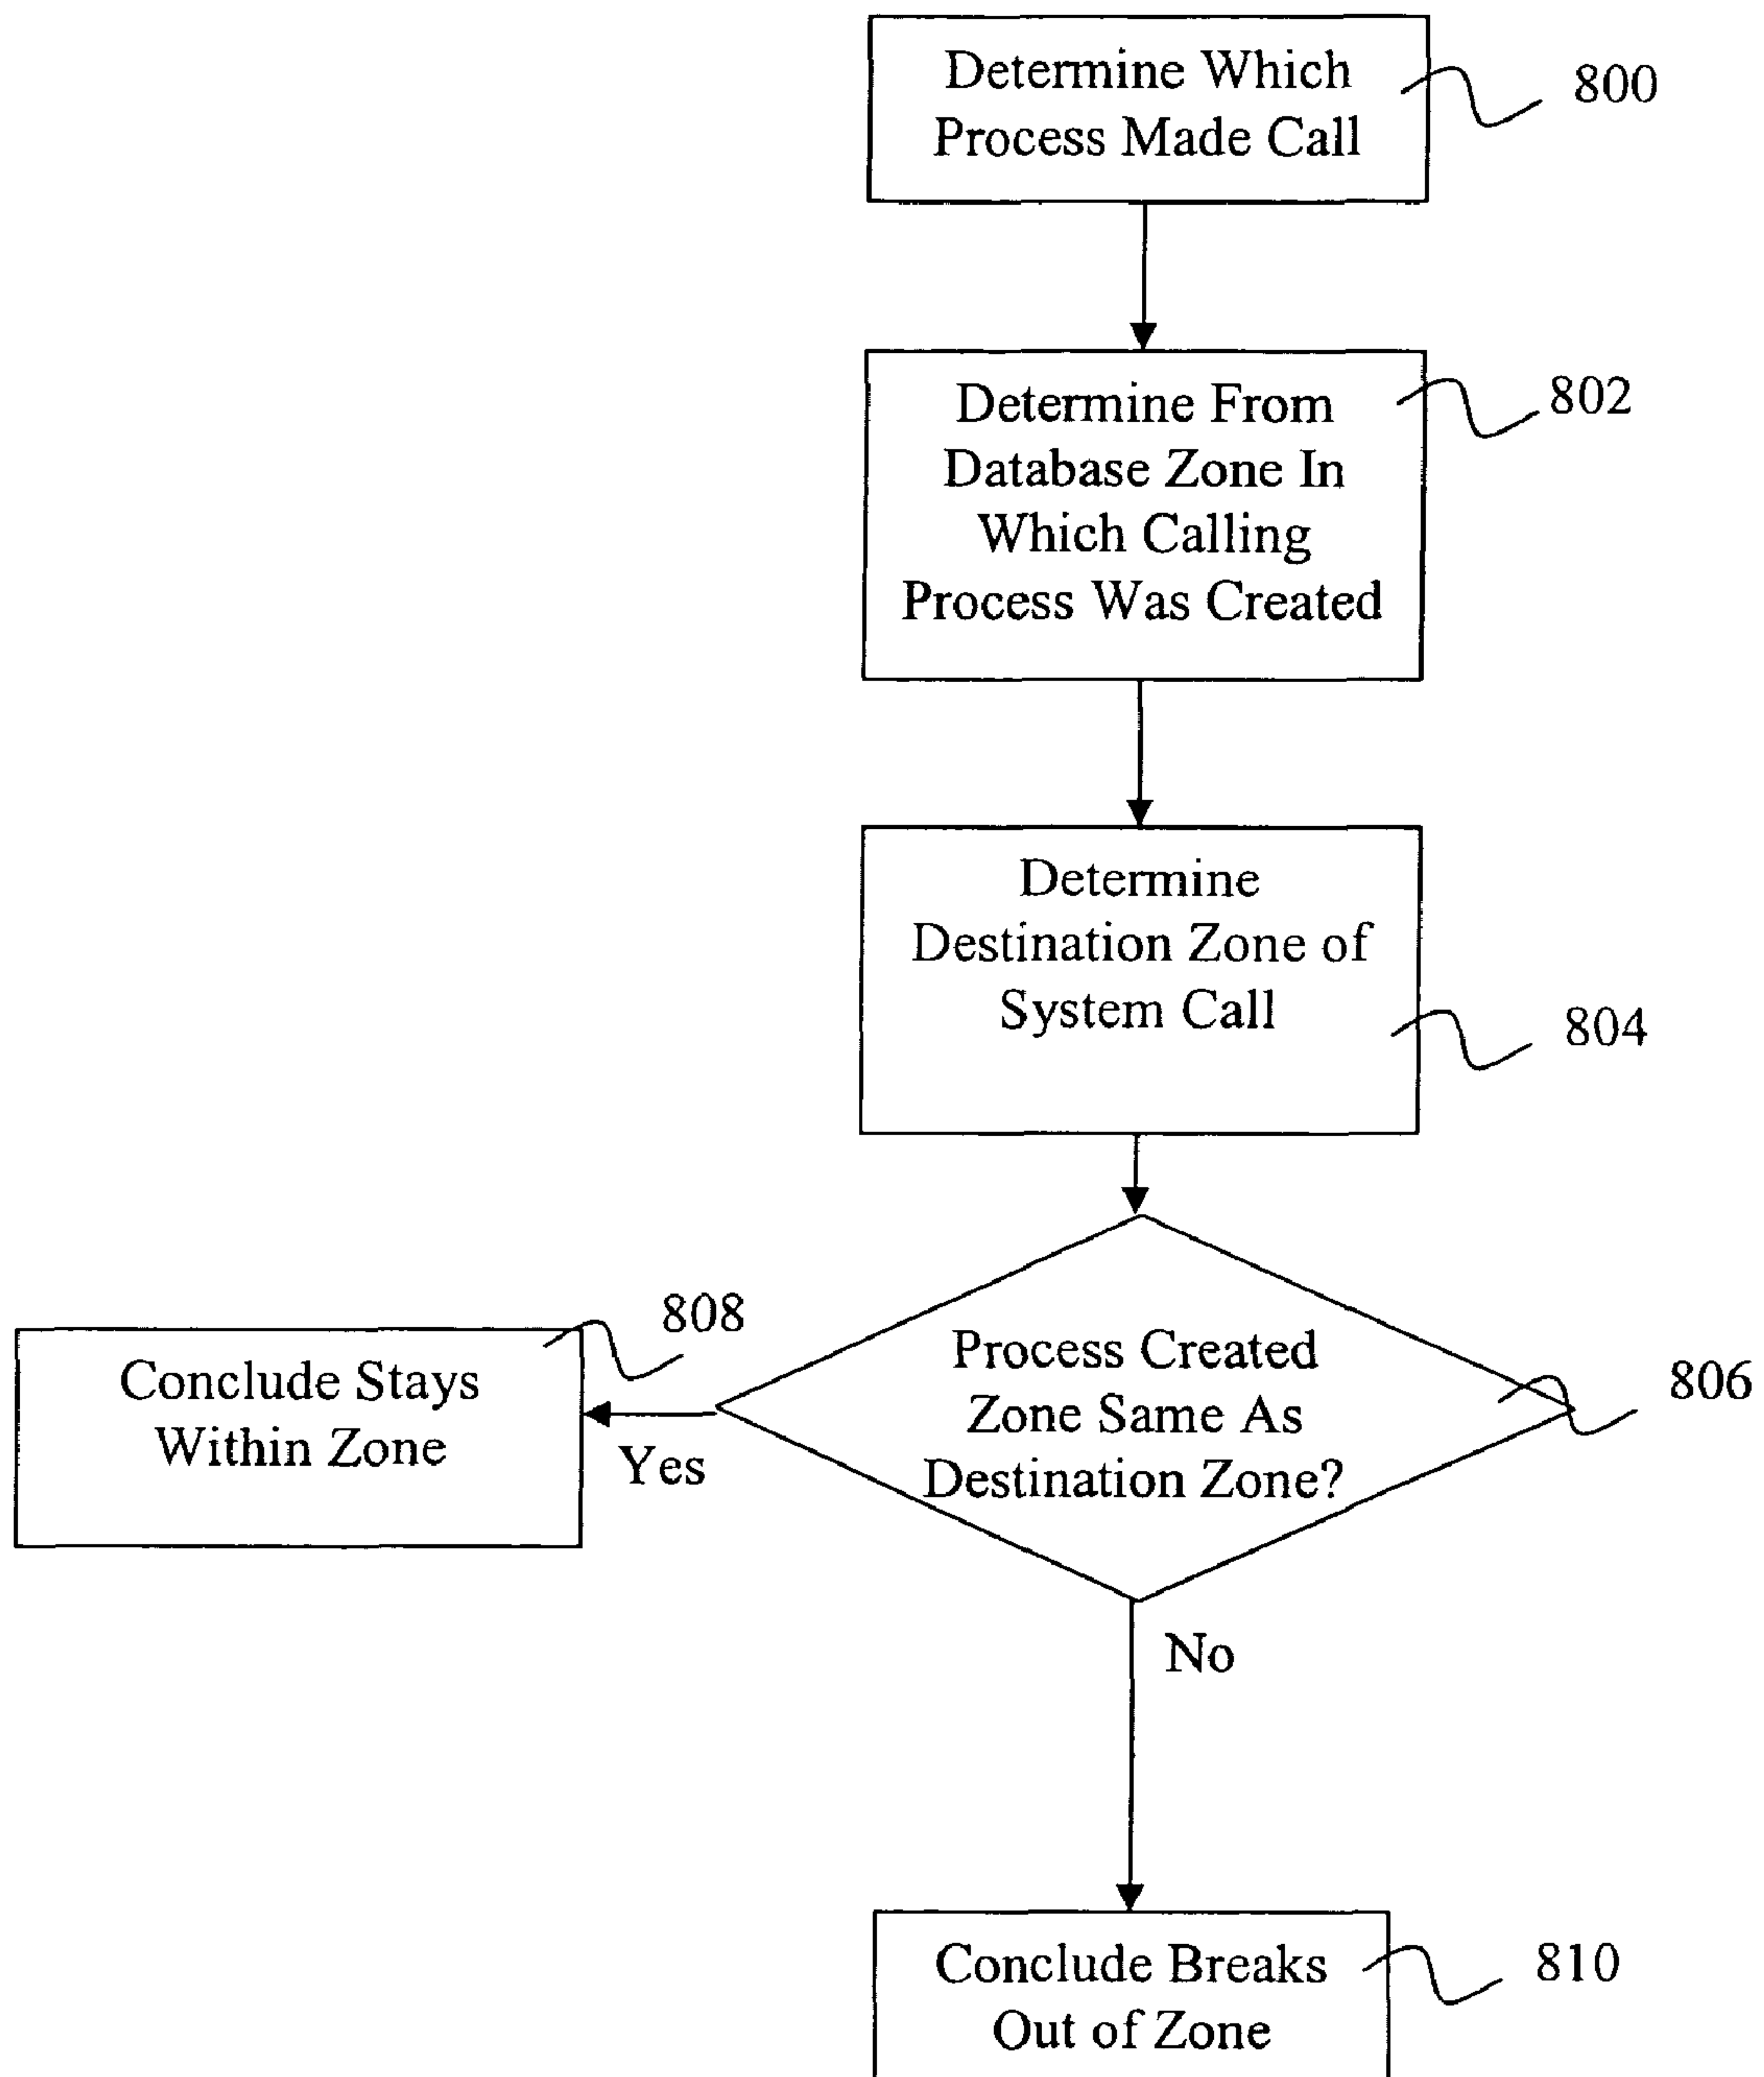 Determine Which
Process Made Call
800
Determine From
Database Zone In
Which Calling
Process Was Created
802
Determine
Destination Zone of
System Call
804
Process Created
Zone Same As
Destination Zone?
806
808
Conclude Stays
Within Zone
Yes
No
Conclude Breaks
Out of Zone
810